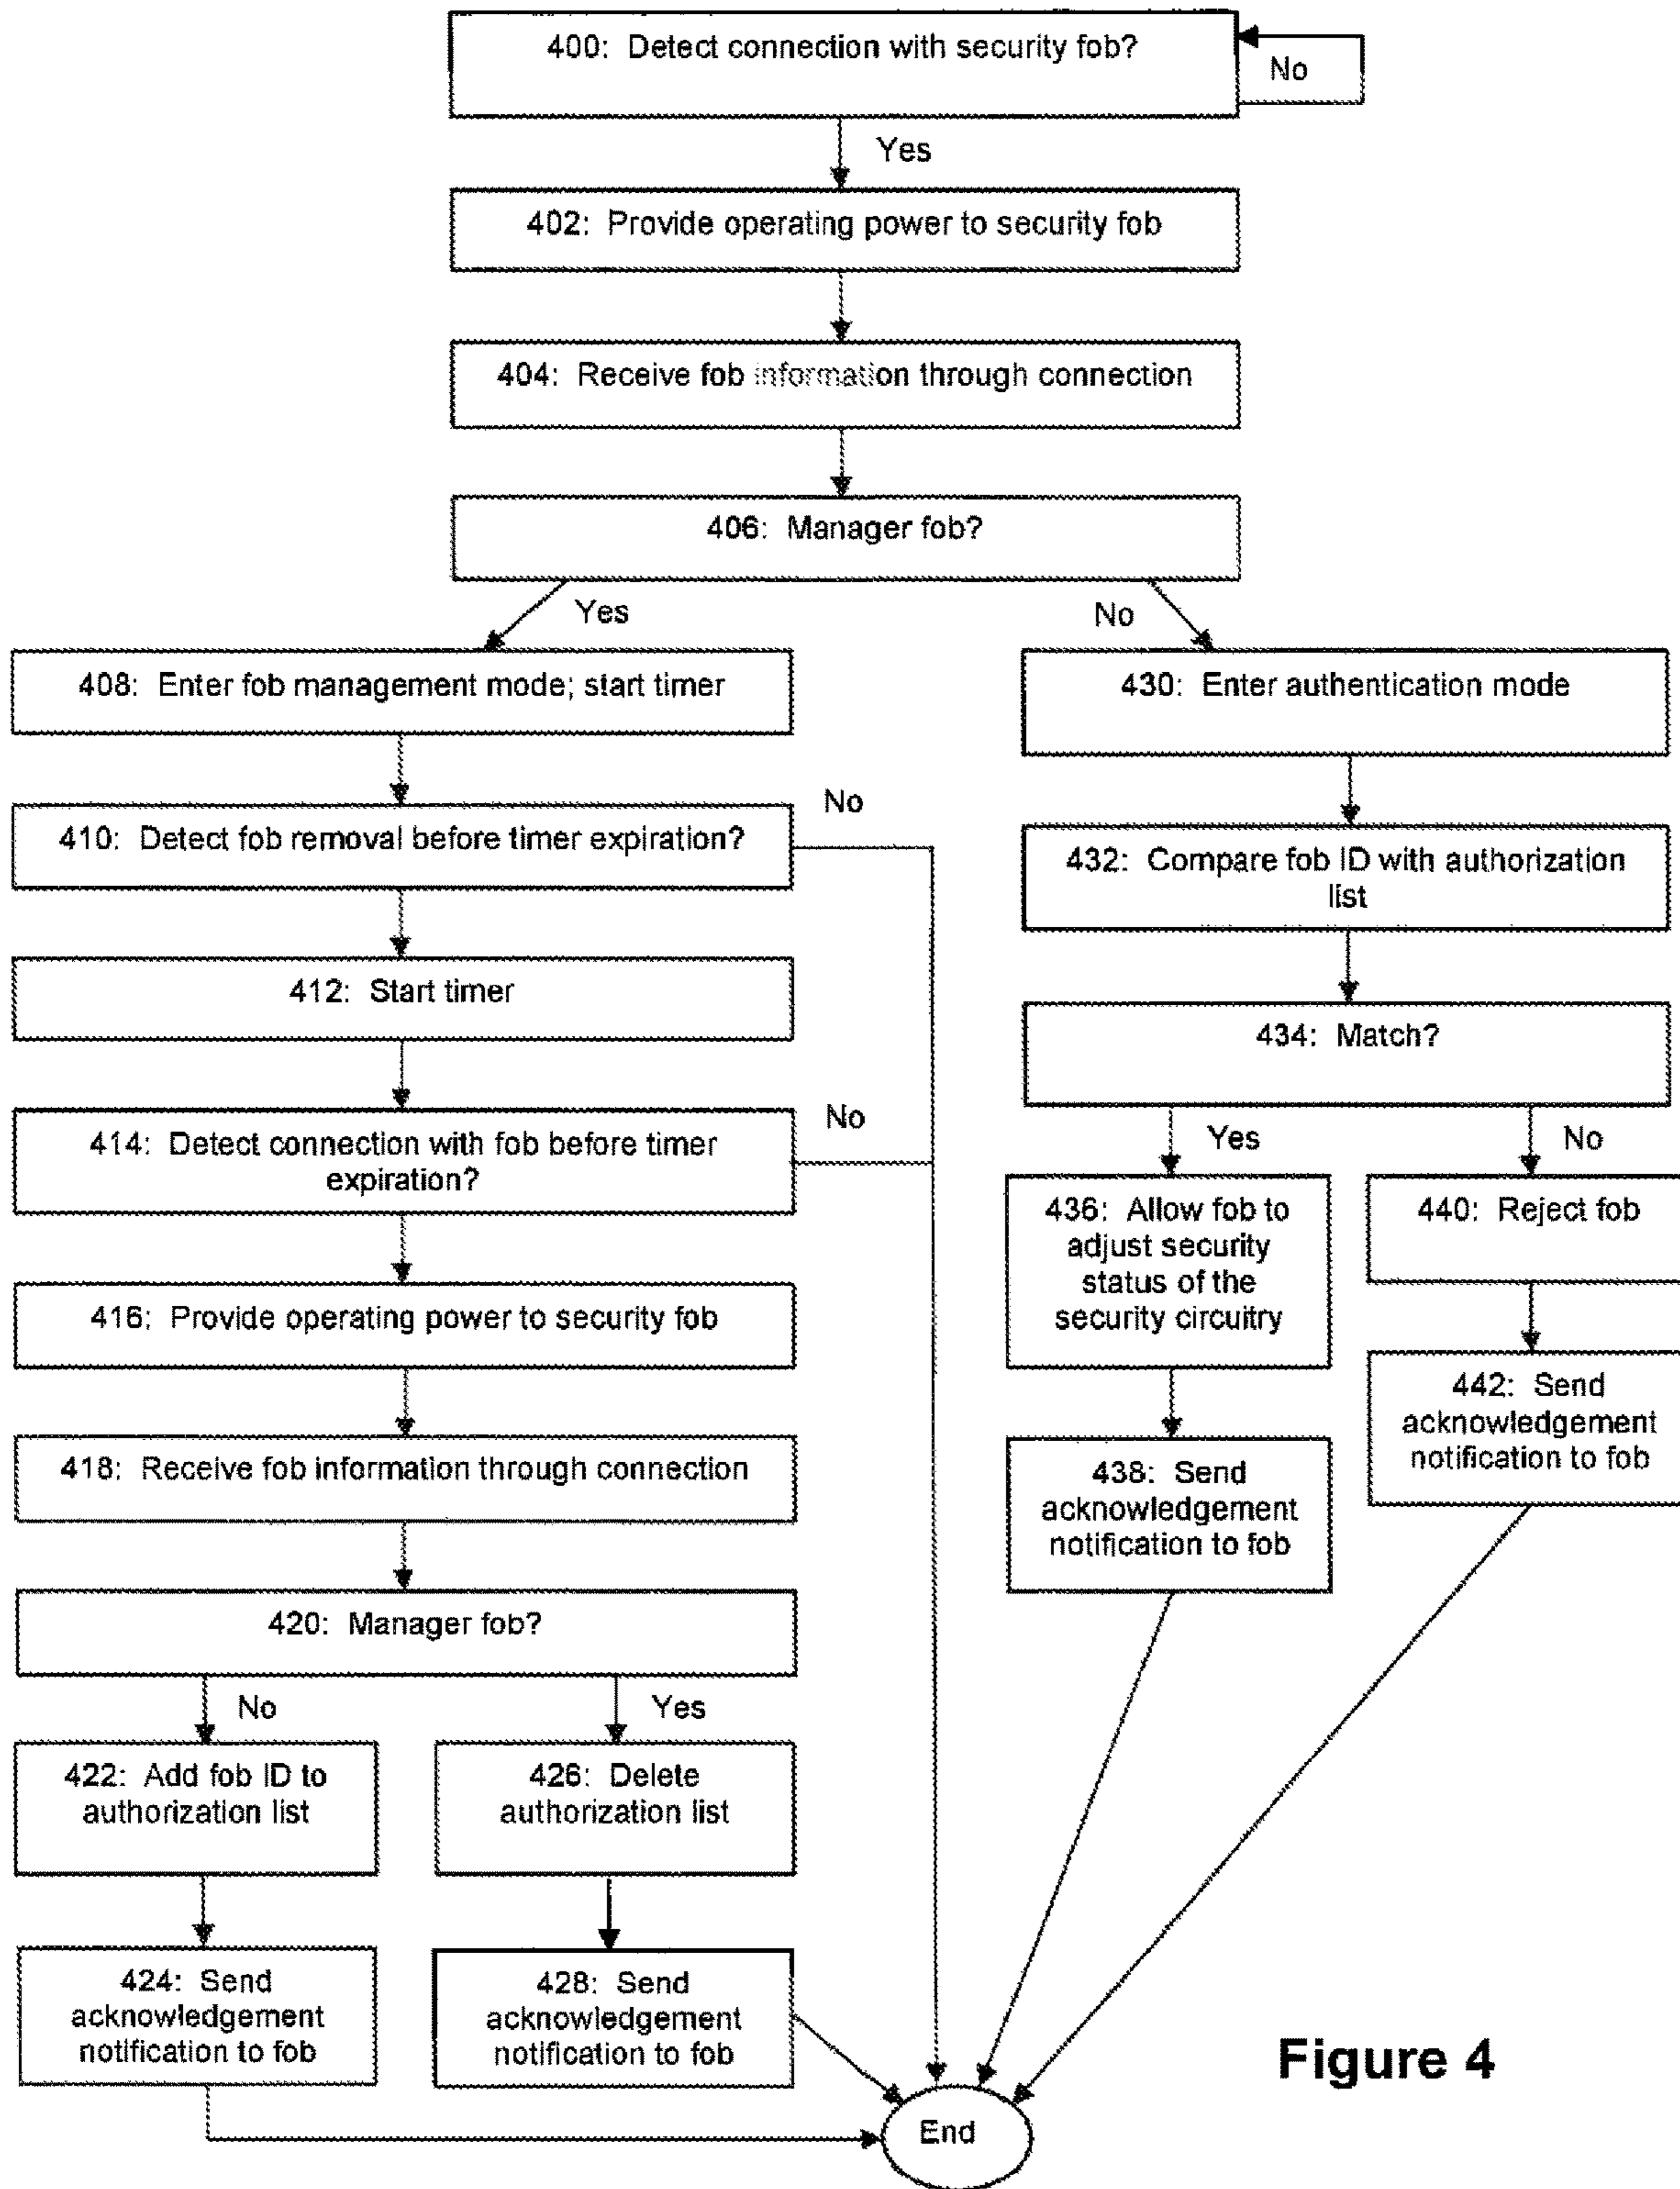 400: Detect connection with security fob?
No
Yes
402: Provide operating power to security fob
404: Receive fob information through connection
406: Manager fob?
Yes
No
408: Enter fob management mode; start timer
410: Detect fob removal before timer expiration?
No
412: Start timer
414: Detect connection with fob before timer
expiration?
No
416: Provide operating power to security fob
418: Receive fob information through connection
420: Manager fob?
No
Yes
422: Add fob ID to
authorization list
426: Delete
authorization list
424: Send
acknowledgement
notification to fob
428: Send
acknowledgement
notification to fob
430: Enter authentication mode
432: Compare fob ID with authorization
list
434: Match?
Yes
No
436: Allow fob to
adjust security
status of the
security circuitry
440: Reject fob
438: Send
acknowledgement
notification to fob
442: Send
acknowledgement
notification to fob
End
Figure 4